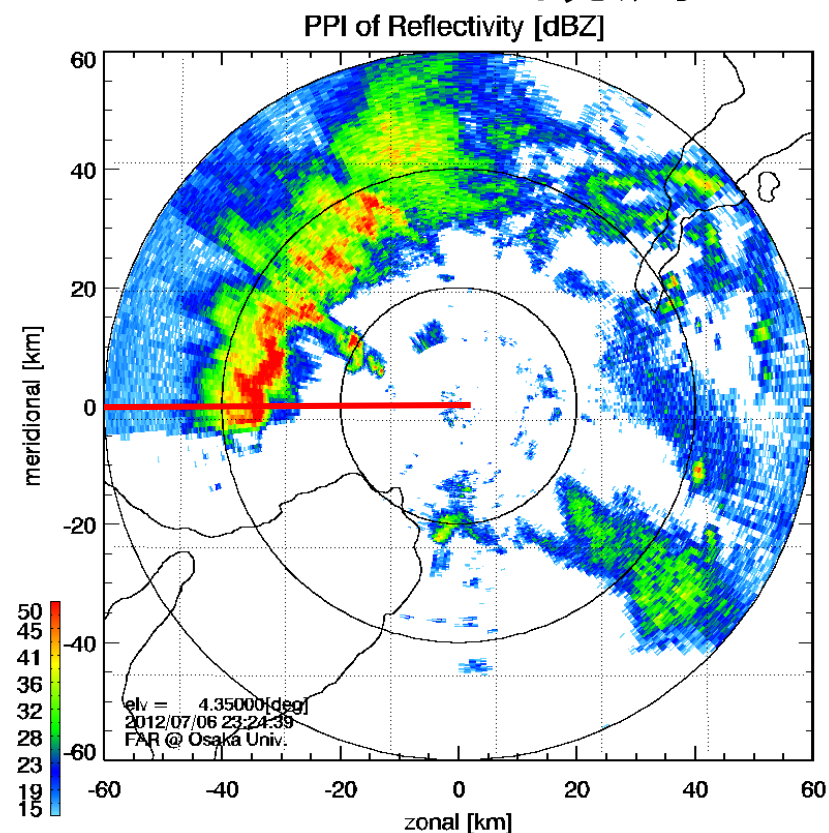 PPI of Reflectivity [dBZ]
60
40
20
0
-20
-40
-60
meridional [km]
50
45
41
36
32
28
23
19
15
elv = 4.35000[deg]
2012/07/06 23:24:39
FAR @ Osaka Univ.
-60 -40 -20 0 20 40 60
zonal [km]